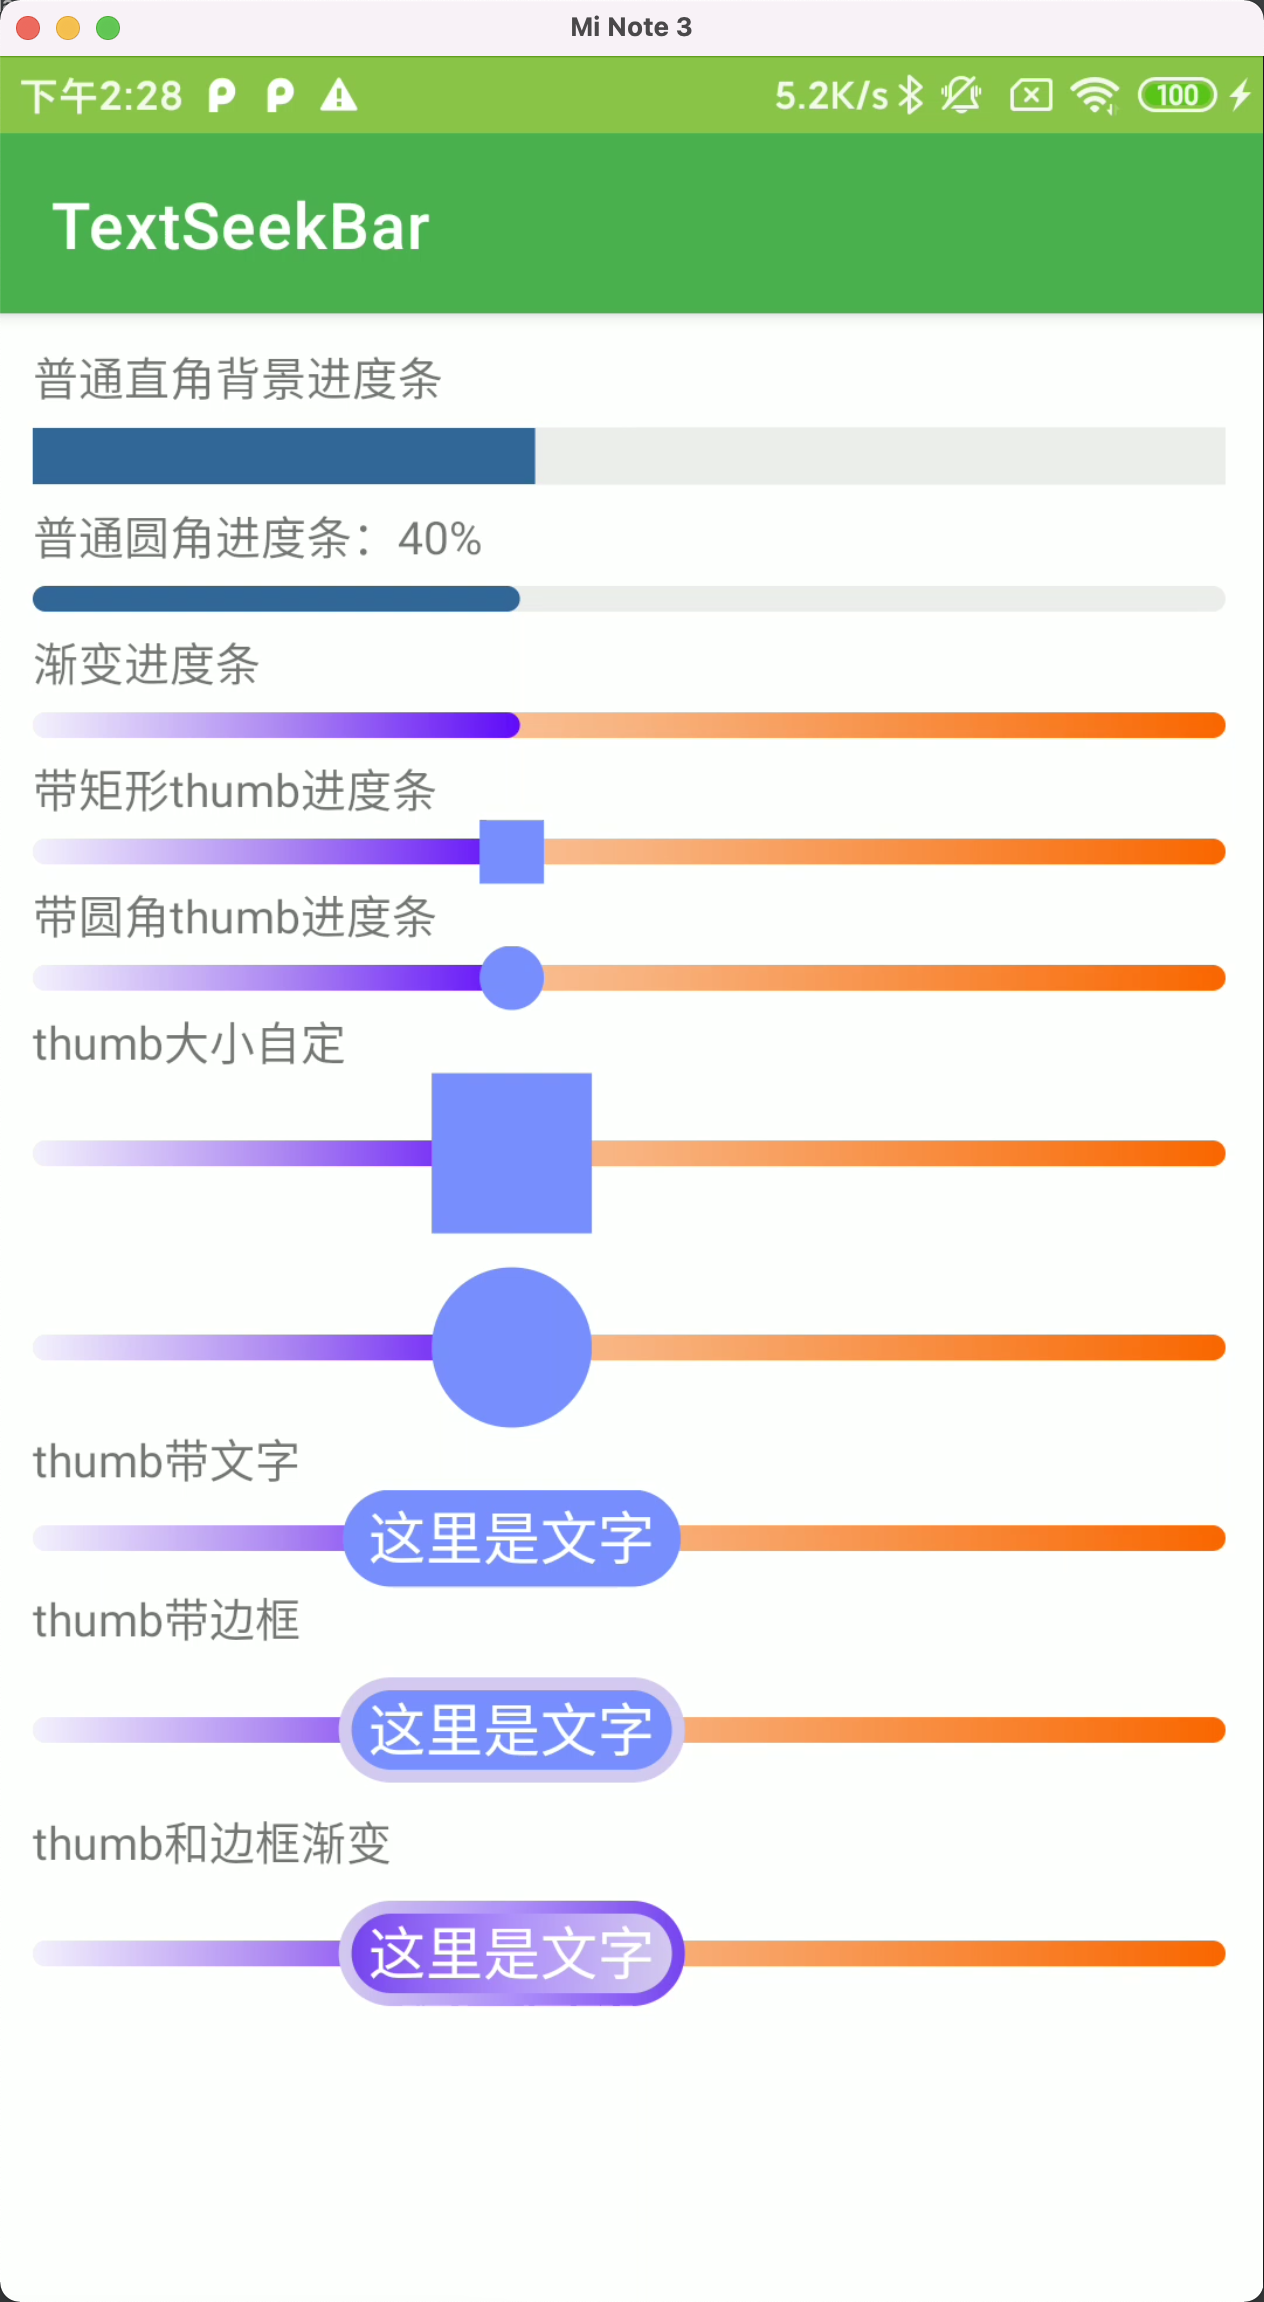 Mi Note 3
下午2:28 5.2K/s 100
TextSeekBar
普通直角背景进度条
普通圆角进度条：40%
渐变进度条
带矩形thumb进度条
带圆角thumb进度条
thumb大小自定
thumb带文字
这里是文字
thumb带边框
这里是文字
thumb和边框渐变
这里是文字